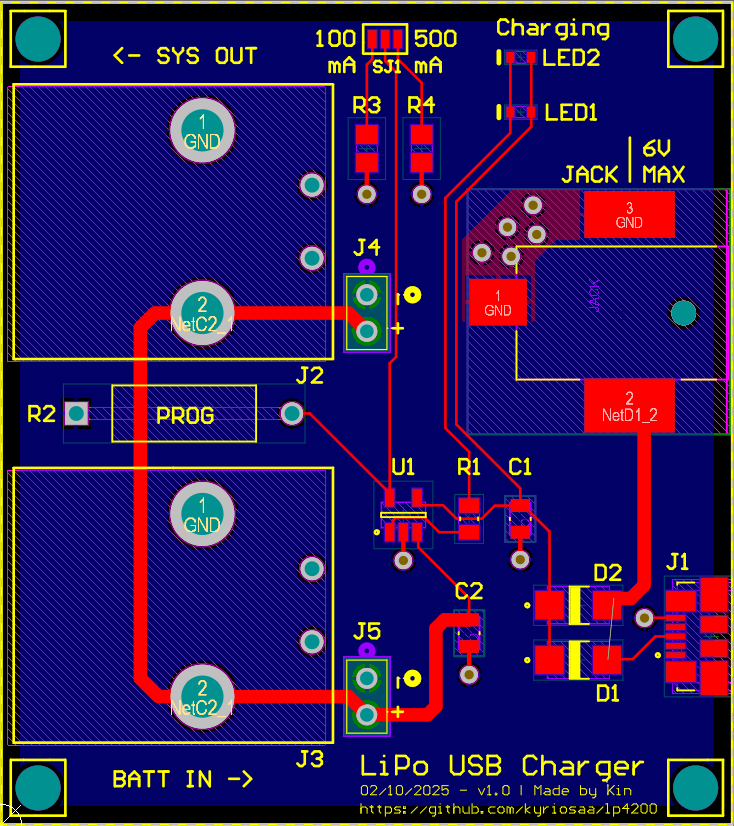 Charging
100 500
<- SYS OUT
mA SJ1 mA
LED2
R3 R4
LED1
1
GND
6V
JACK MAX
3
GND
J4
1
GND
JACK
2
NetC2_1
-
+
J2
2
NetD1_2
R2 PROG
U1 R1 C1
1
GND
D2 J1
C2
J5
-
2
NetC2_1
+
D1
J3
LiPo USB Charger
BATT IN ->
02/10/2025 - v1.0 | Made by Kin
https://github.com/kyriosaa/lp4200